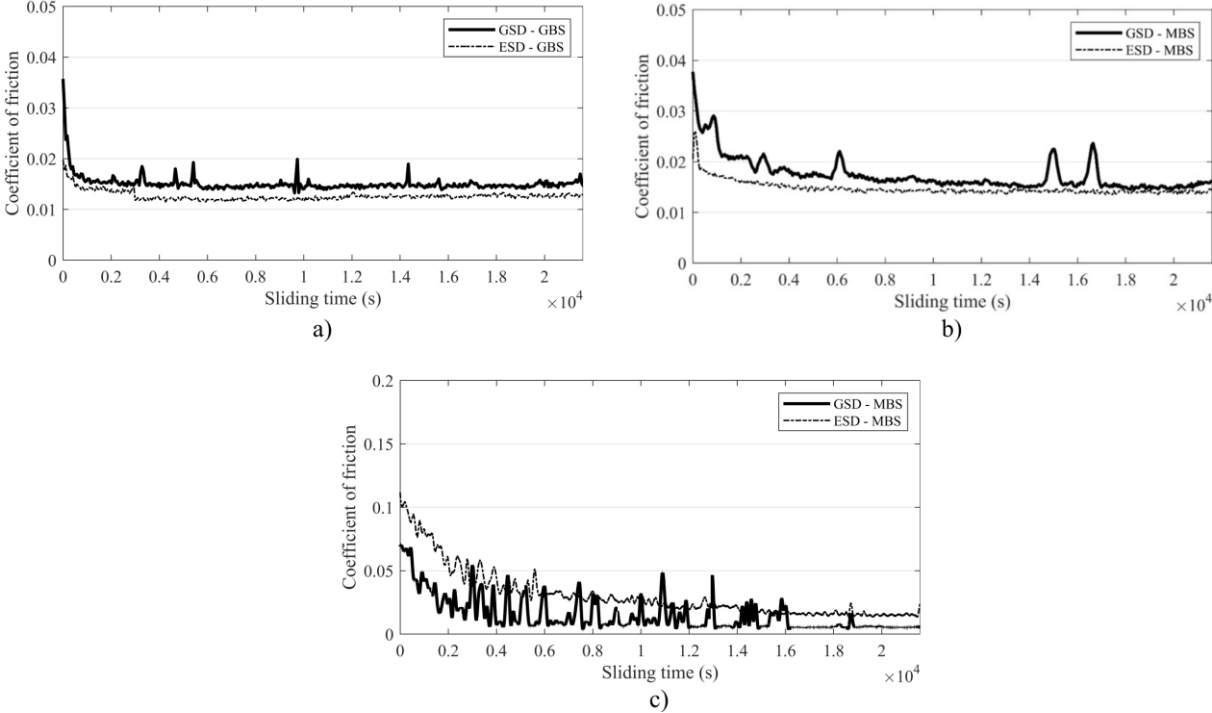 0.05
0.04
0.03
0.02
0.01
0
Coefficient of friction
GSD - GBS
ESD - GBS
0 0.2 0.4 0.6 0.8 1 1.2 1.4 1.6 1.8 2
Sliding time (s)
×10⁴
a)
0.05
0.04
0.03
0.02
0.01
0
Coefficient of friction
GSD - MBS
ESD - MBS
0 0.2 0.4 0.6 0.8 1 1.2 1.4 1.6 1.8 2
Sliding time (s)
×10⁴
b)
0.2
0.15
0.1
0.05
0
Coefficient of friction
GSD - MBS
ESD - MBS
0 0.2 0.4 0.6 0.8 1 1.2 1.4 1.6 1.8 2
Sliding time (s)
×10⁴
c)